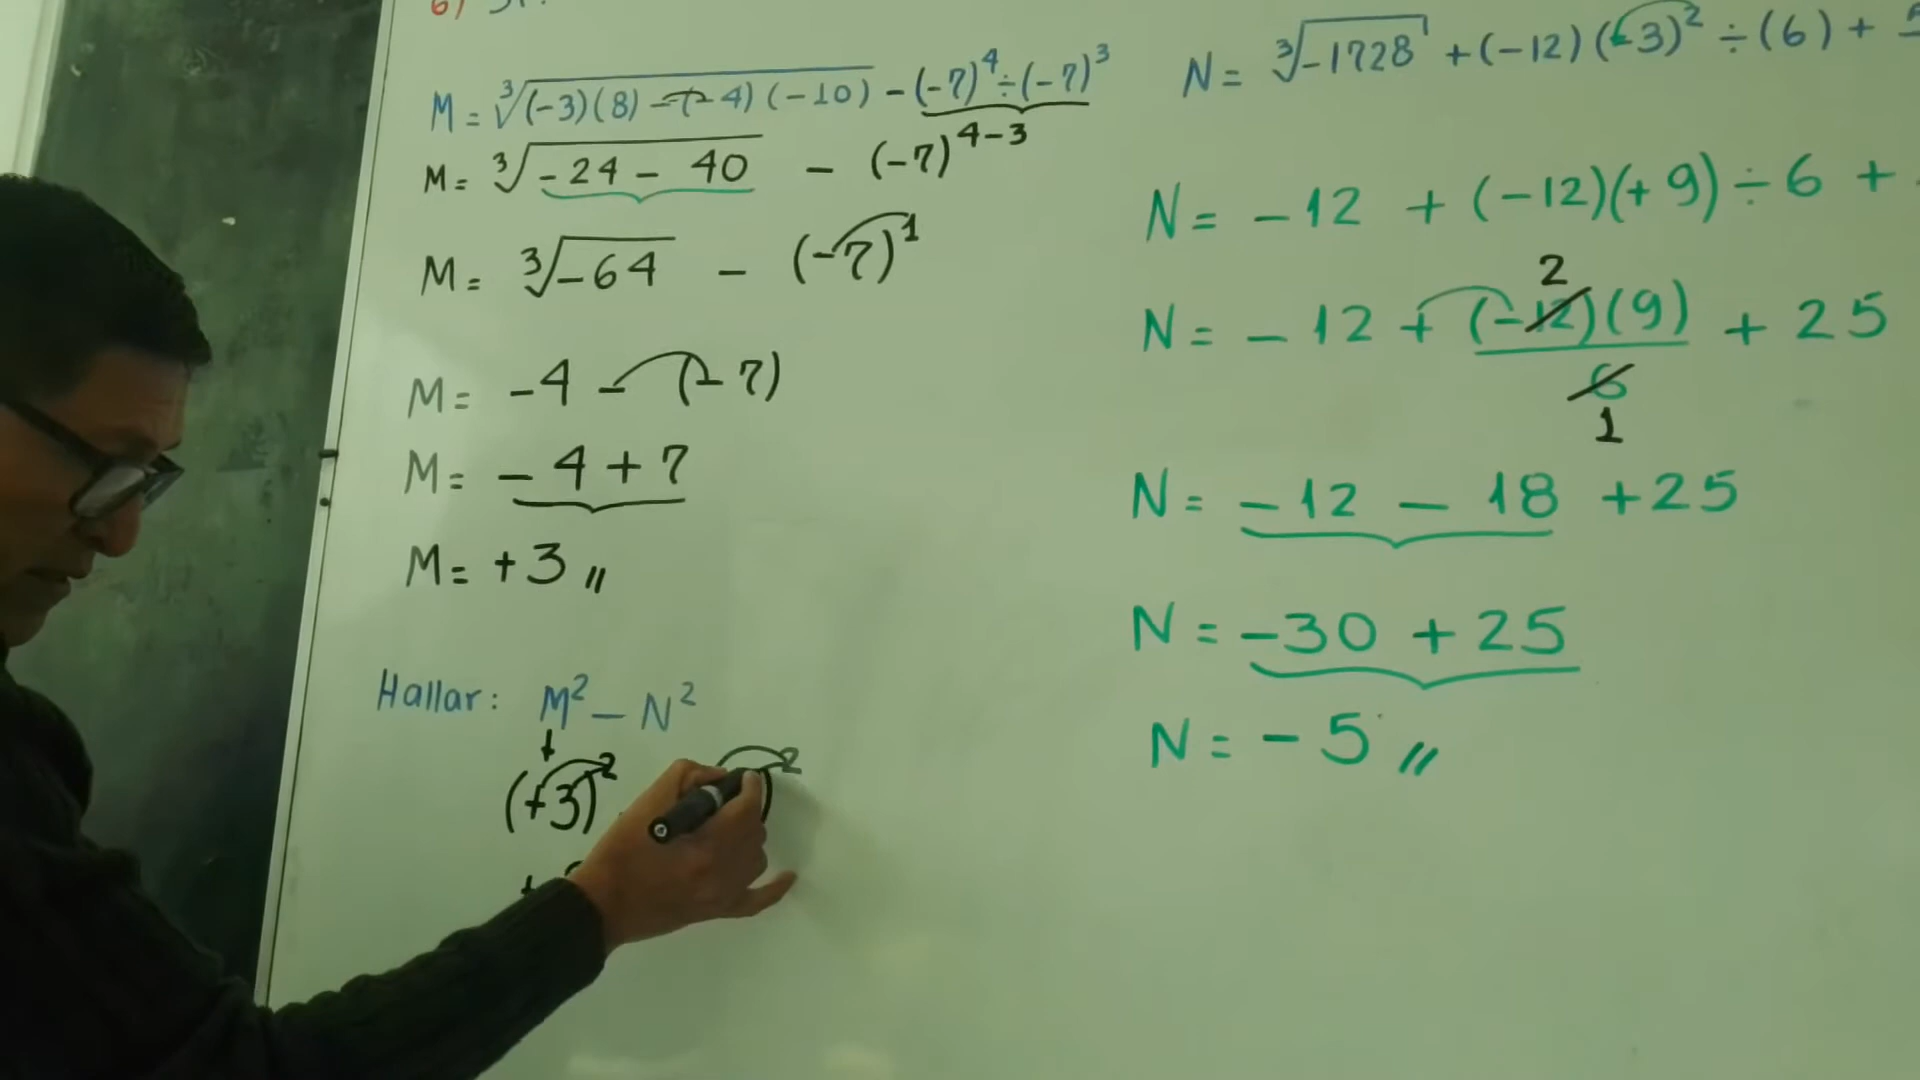 6)
M = ∛((-3)(8) - (-4)(-10)) - (-7)⁴ ÷ (-7)³
M = ∛(-24 - 40) - (-7)⁴⁻³
M = ∛-64 - (-7)¹
M = -4 - (-7)
M = -4 + 7
M = +3 //
Hallar: M² - N²
(+3)² 2
+
N = ∛-1728 + (-12)(-3)² ÷ (6) +
N = -12 + (-12)(+9) ÷ 6 +
2
N = -12 + (-12)(9) / 6 + 25
1
N = -12 - 18 + 25
N = -30 + 25
N = -5 //